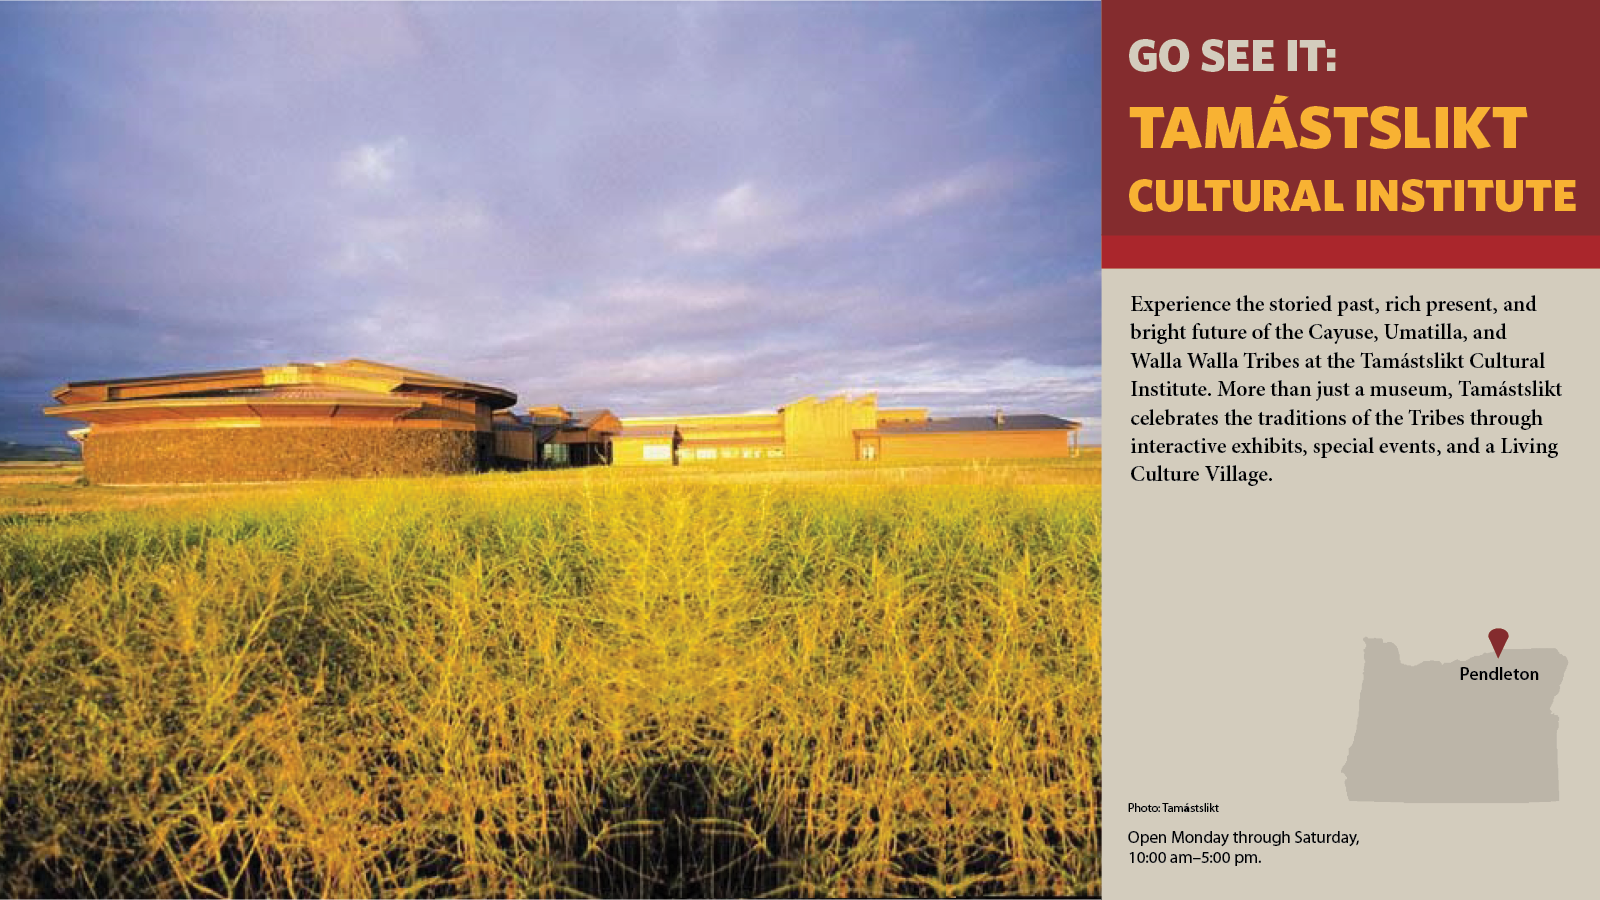 GO SEE IT:
TAMÁSTSLIKT
CULTURAL INSTITUTE
Experience the storied past, rich present, and
bright future of the Cayuse, Umatilla, and
Walla Walla Tribes at the Tamástslikt Cultural
Institute. More than just a museum, Tamástslikt
celebrates the traditions of the Tribes through
interactive exhibits, special events, and a Living
Culture Village.
Pendleton
Photo: Tamástslikt
Open Monday through Saturday,
10:00 am–5:00 pm.